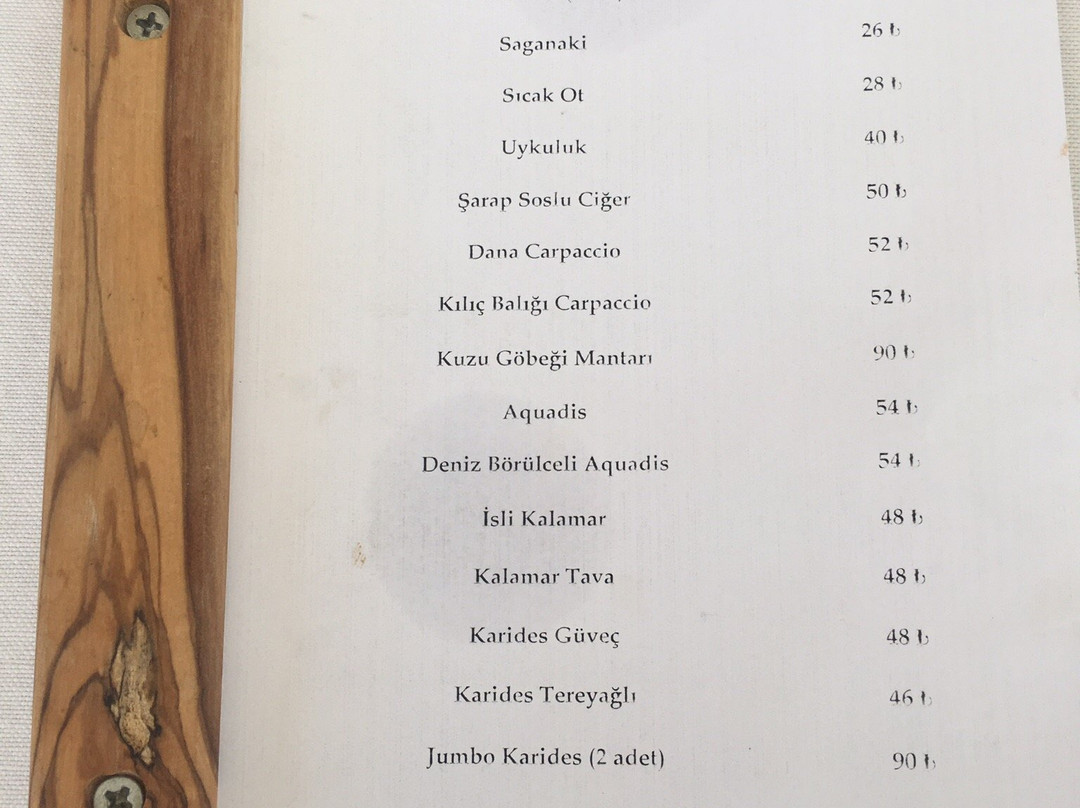 Saganaki 26 ₺
Sıcak Ot 28 ₺
Uykuluk 40 ₺
Şarap Soslu Ciğer 50 ₺
Dana Carpaccio 52 ₺
Kılıç Balığı Carpaccio 52 ₺
Kuzu Göbeği Mantarı 90 ₺
Aquadis 54 ₺
Deniz Börülceli Aquadis 54 ₺
İsli Kalamar 48 ₺
Kalamar Tava 48 ₺
Karides Güveç 48 ₺
Karides Tereyağlı 46 ₺
Jumbo Karides (2 adet) 90 ₺